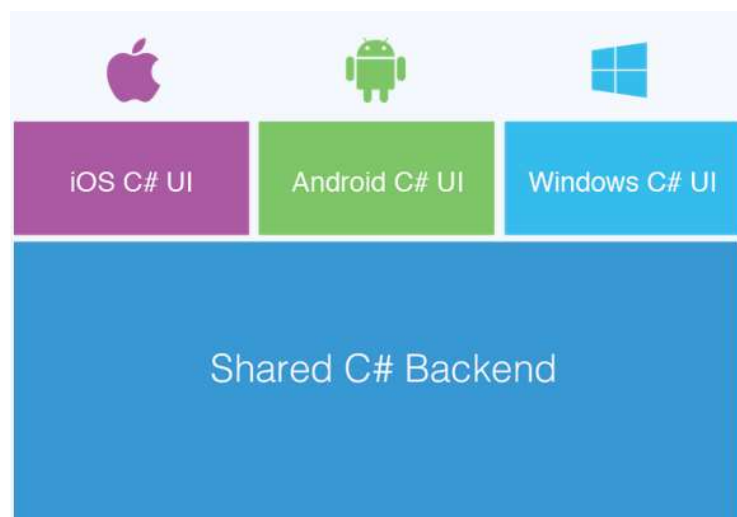 iOS C# UI
Android C# UI
Windows C# UI
Shared C# Backend